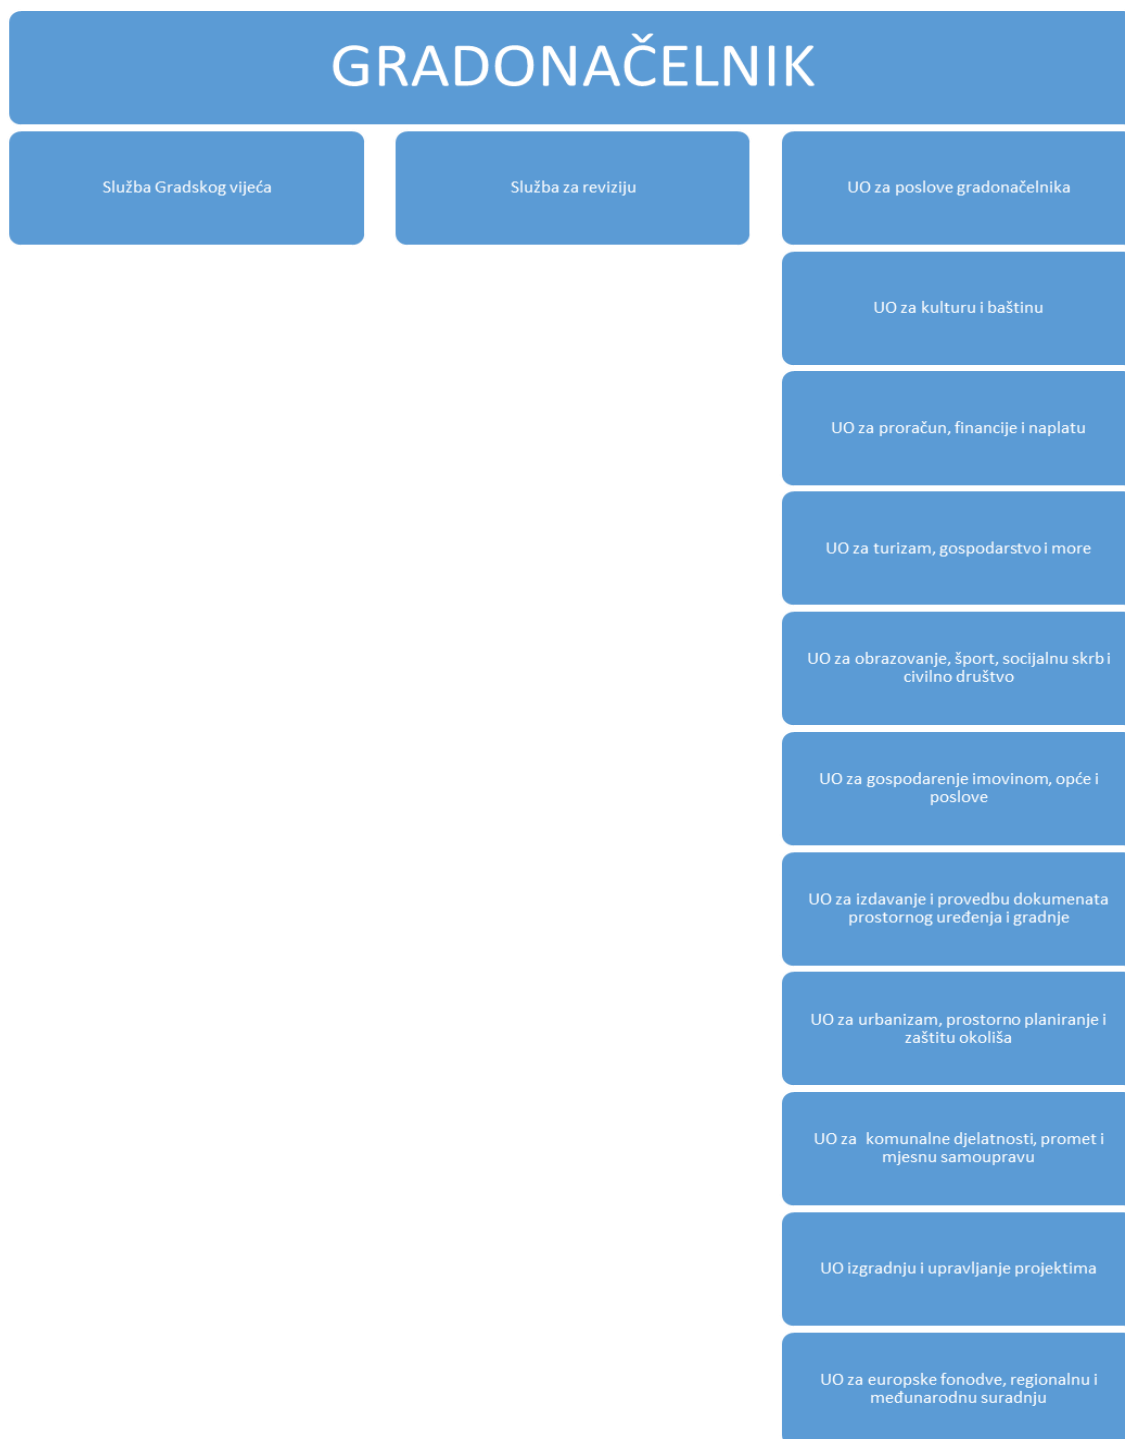 GRADONAČELNIK
Služba Gradskog vijeća
Služba za reviziju
UO za poslove gradonačelnika
UO za kulturu i baštinu
UO za proračun, financije i naplatu
UO za turizam, gospodarstvo i more
UO za obrazovanje, šport, socijalnu skrb i
civilno društvo
UO za gospodarenje imovinom, opće i
poslove
UO za izdavanje i provedbu dokumenata
prostornog uređenja i gradnje
UO za urbanizam, prostorno planiranje i
zaštitu okoliša
UO za  komunalne djelatnosti, promet i
mjesnu samoupravu
UO izgradnju i upravljanje projektima
UO za europske fonodve, regionalnu i
međunarodnu suradnju